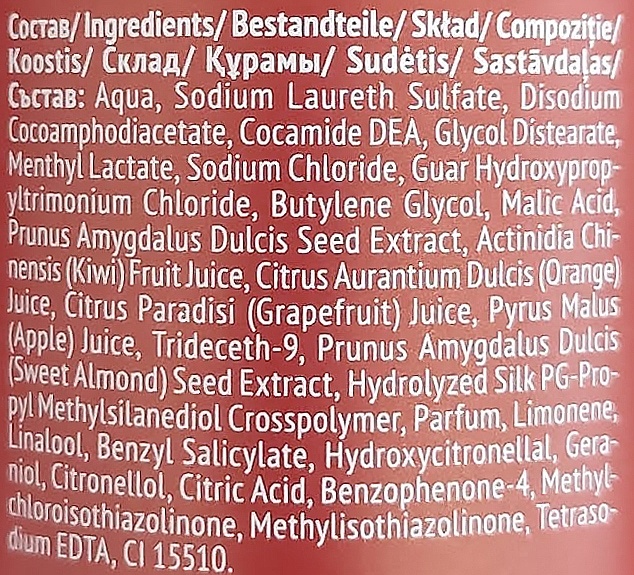 Состав/ Ingredients/ Bestandteile/ Skład/ Compoziție/
Koostis/ Склад/ Құрамы/ Sudėtis/ Sastāvdaļas/
Състав: Aqua, Sodium Laureth Sulfate, Disodium
Cocoamphodiacetate, Cocamide DEA, Glycol Distearate,
Menthyl Lactate, Sodium Chloride, Guar Hydroxyprop-
yltrimonium Chloride, Butylene Glycol, Malic Acid,
Prunus Amygdalus Dulcis Seed Extract, Actinidia Chi-
nensis (Kiwi) Fruit Juice, Citrus Aurantium Dulcis (Orange)
Juice, Citrus Paradisi (Grapefruit) Juice, Pyrus Malus
(Apple) Juice, Trideceth-9, Prunus Amygdalus Dulcis
(Sweet Almond) Seed Extract, Hydrolyzed Silk PG-Pro-
pyl Methylsilanediol Crosspolymer, Parfum, Limonene,
Linalool, Benzyl Salicylate, Hydroxycitronellal, Gera-
niol, Citronellol, Citric Acid, Benzophenone-4, Methyl-
chloroisothiazolinone, Methylisothiazolinone, Tetraso-
dium EDTA, CI 15510.